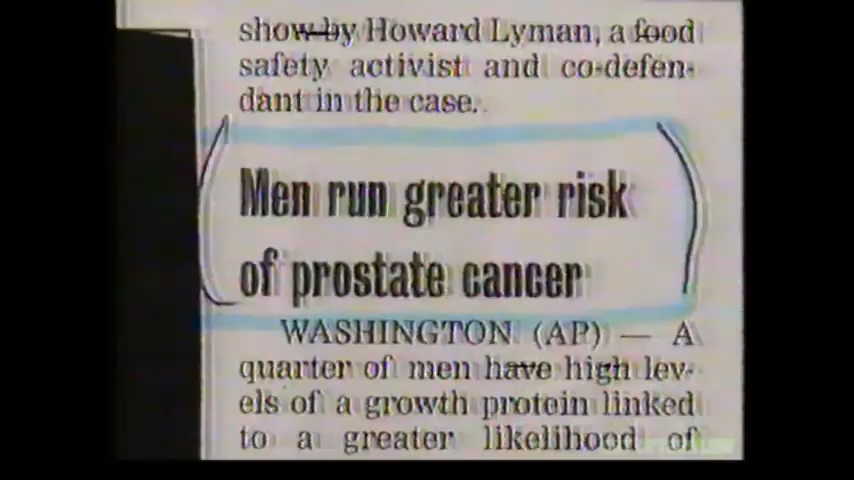 show by Howard Lyman, a food
safety activist and co-defen-
dant in the case.
Men run greater risk
of prostate cancer
WASHINGTON (AP) — A
quarter of men have high lev-
els of a growth protein linked
to a greater likelihood of